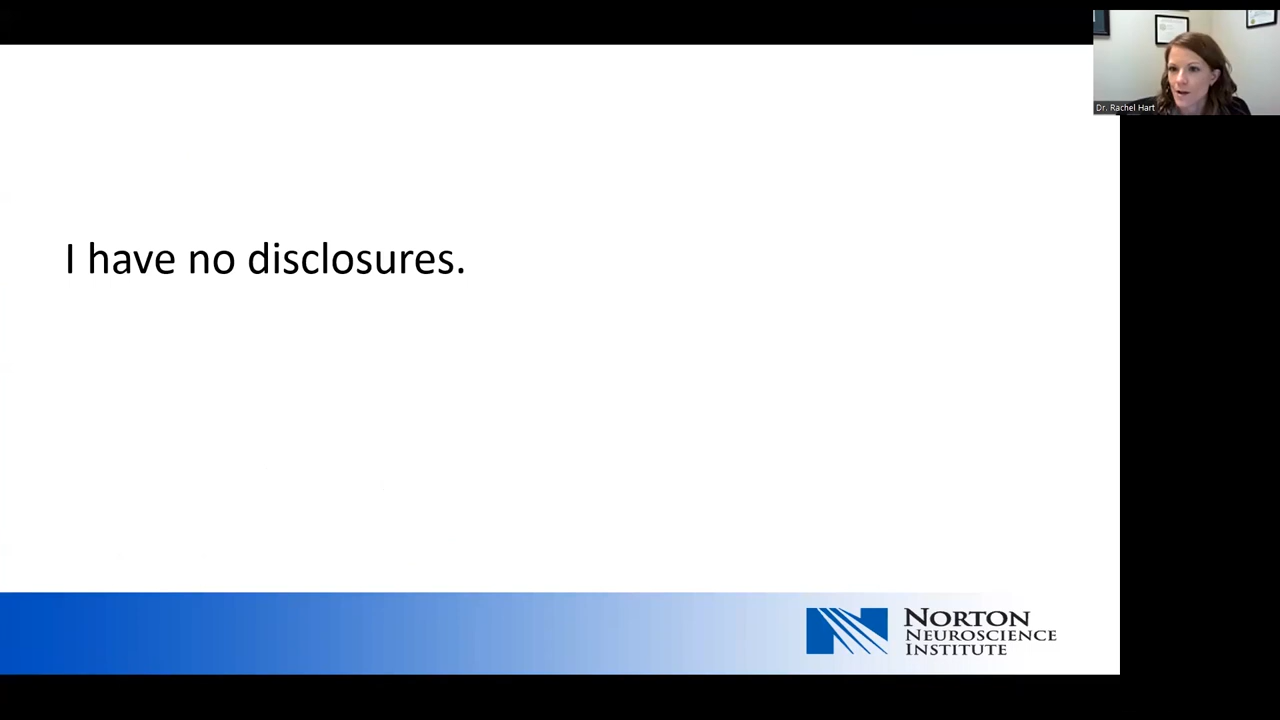 Dr. Rachel Hart
I have no disclosures.
NORTON
NEUROSCIENCE
INSTITUTE